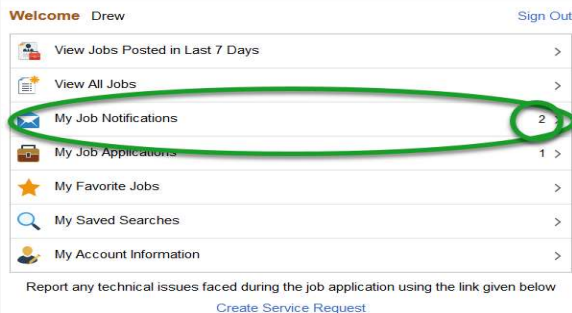 Welcome Drew Sign Out
View Jobs Posted in Last 7 Days
View All Jobs
My Job Notifications 2
My Job Applications 1
My Favorite Jobs
My Saved Searches
My Account Information
Report any technical issues faced during the job application using the link given below
Create Service Request